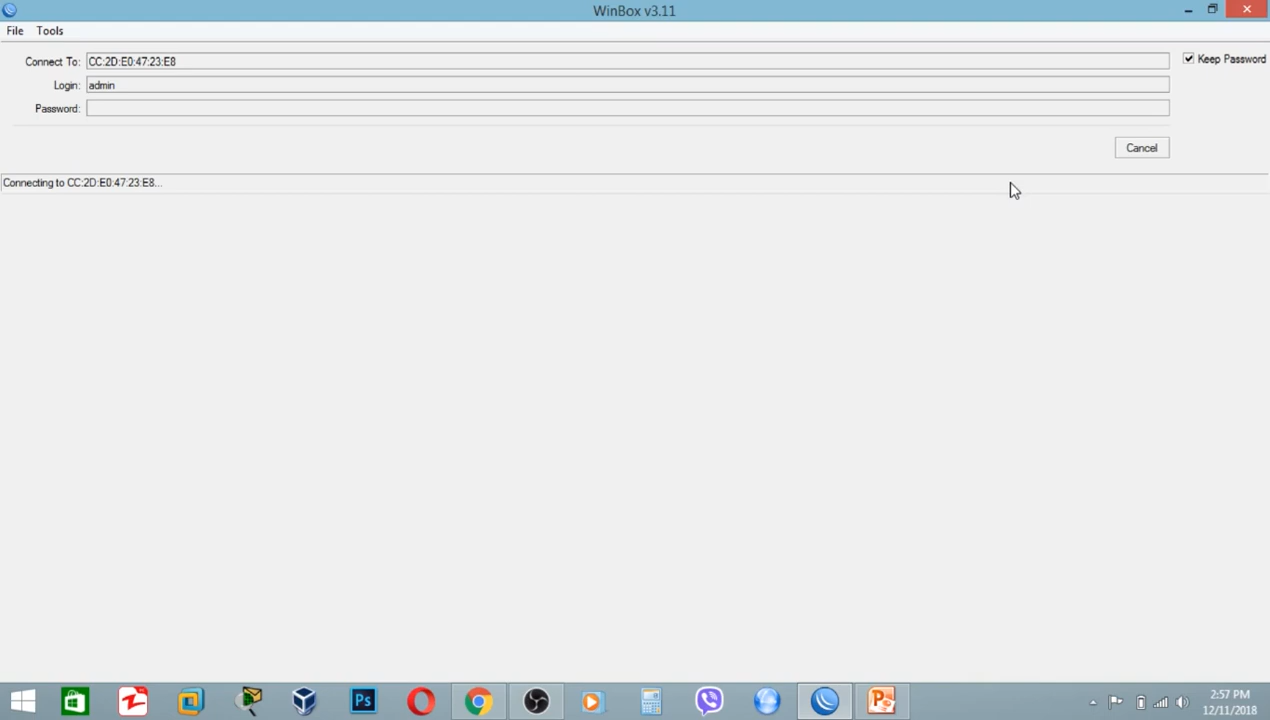 WinBox v3.11
File Tools
Connect To: CC:2D:E0:47:23:E8
Keep Password
Login: admin
Password:
Cancel
Connecting to CC:2D:E0:47:23:E8...
Ps
2:57 PM
12/11/2018